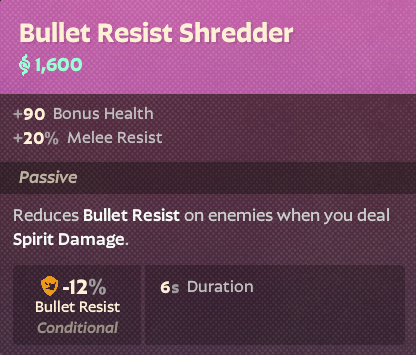 Bullet Resist Shredder
1,600
+90 Bonus Health
+20% Melee Resist
Passive
Reduces Bullet Resist on enemies when you deal
Spirit Damage.
-12%
Bullet Resist
Conditional
6s Duration